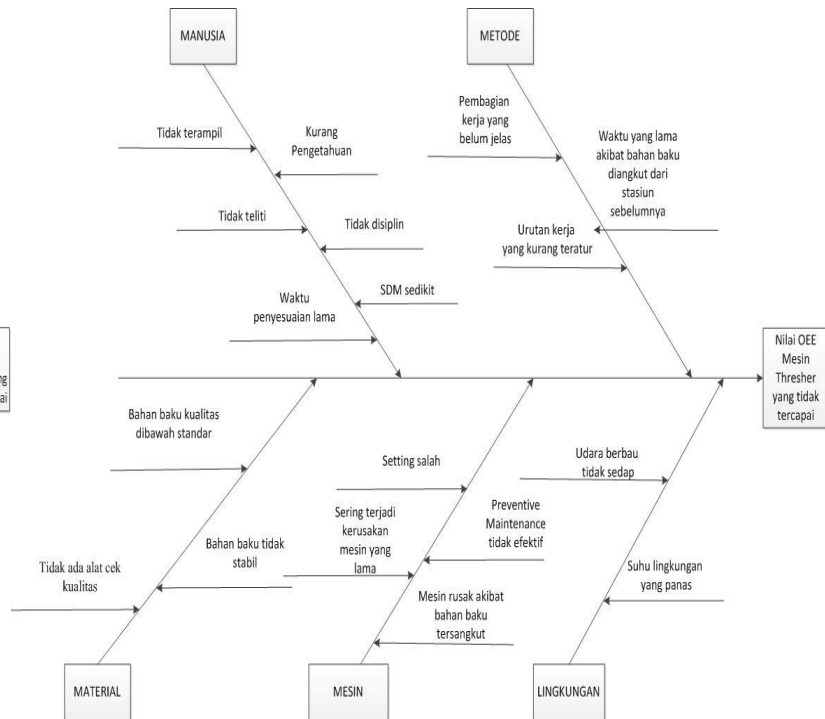 MANUSIA
METODE
Tidak terampil
Kurang
Pengetahuan
Tidak teliti
Tidak disiplin
SDM sedikit
Waktu
penyesuaian lama
Pembagian
kerja yang
belum jelas
Waktu yang lama
akibat bahan baku
diangkut dari
stasiun
sebelumnya
Urutan kerja
yang kurang teratur
Nilai OEE
Mesin
Thresher
yang tidak
tercapai
Bahan baku kualitas
dibawah standar
Bahan baku tidak
stabil
Tidak ada alat cek
kualitas
Setting salah
Preventive
Maintenance
tidak efektif
Sering terjadi
kerusakan
mesin yang
lama
Mesin rusak akibat
bahan baku
tersangkut
Udara berbau
tidak sedap
Suhu lingkungan
yang panas
MATERIAL
MESIN
LINGKUNGAN